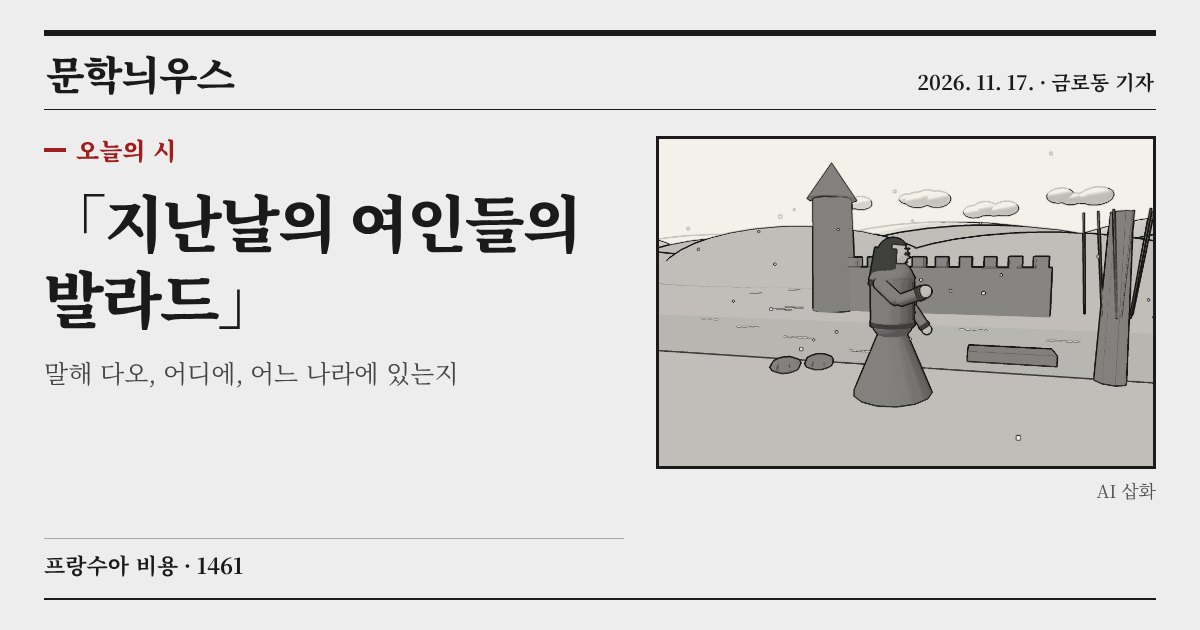 문학늬우스
2026. 11. 17. · 금로동 기자
오늘의 시
「지난날의 여인들의
발라드」
말해 다오, 어디에, 어느 나라에 있는지
AI 삽화
프랑수아 비용 · 1461